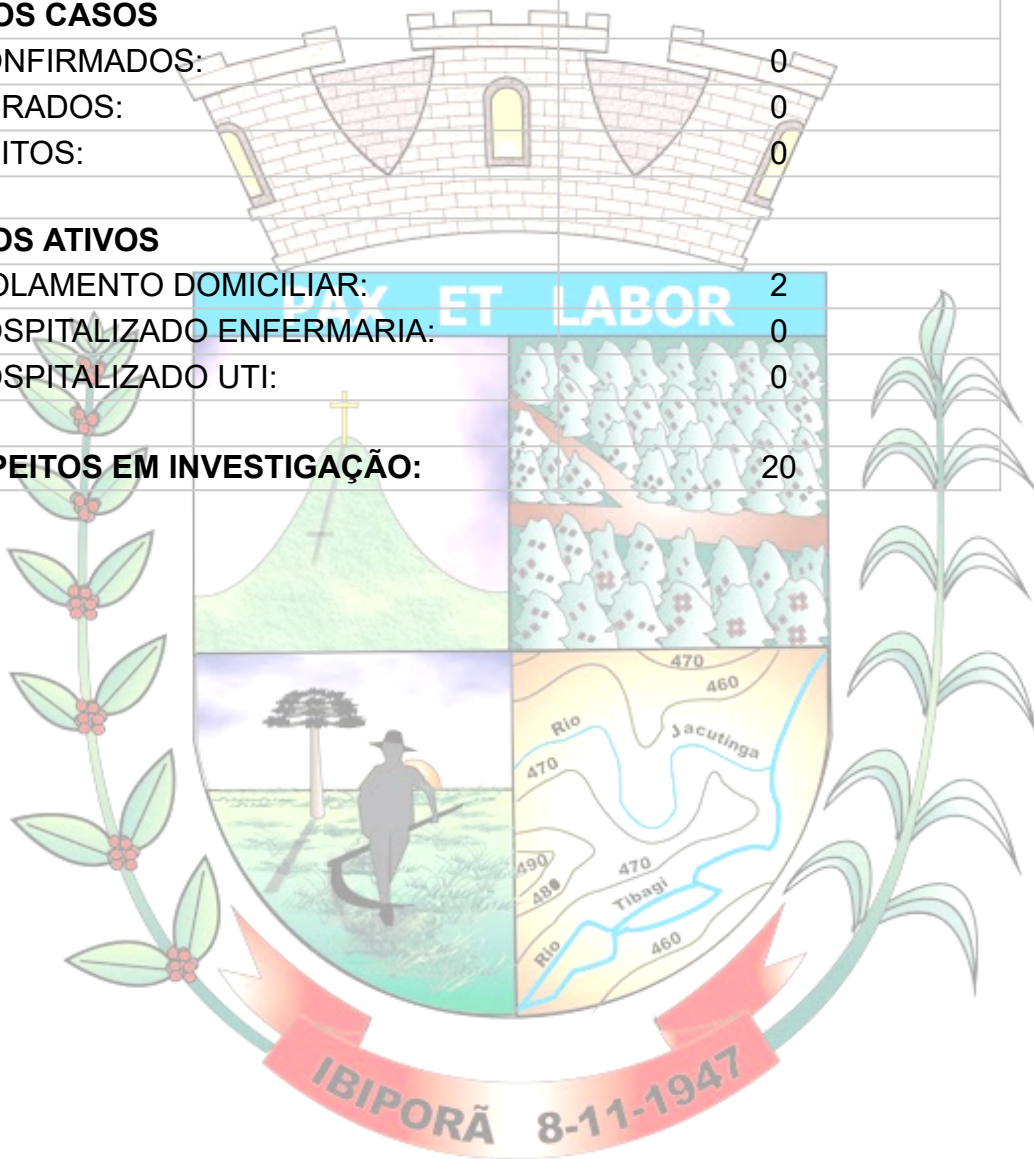 OS CASOS
ONFIRMADOS: 0
RADOS: 0
ITOS: 0
OS ATIVOS
OLAMENTO DOMICILIAR: 2
OSPITALIZADO ENFERMARIA: 0
OSPITALIZADO UTI: 0
PEITOS EM INVESTIGAÇÃO: 20
PAX ET LABOR
470
460
Rio Jacutinga
470
490
480
470
Rio Tibagi
460
IBIPORÃ 8-11-1947